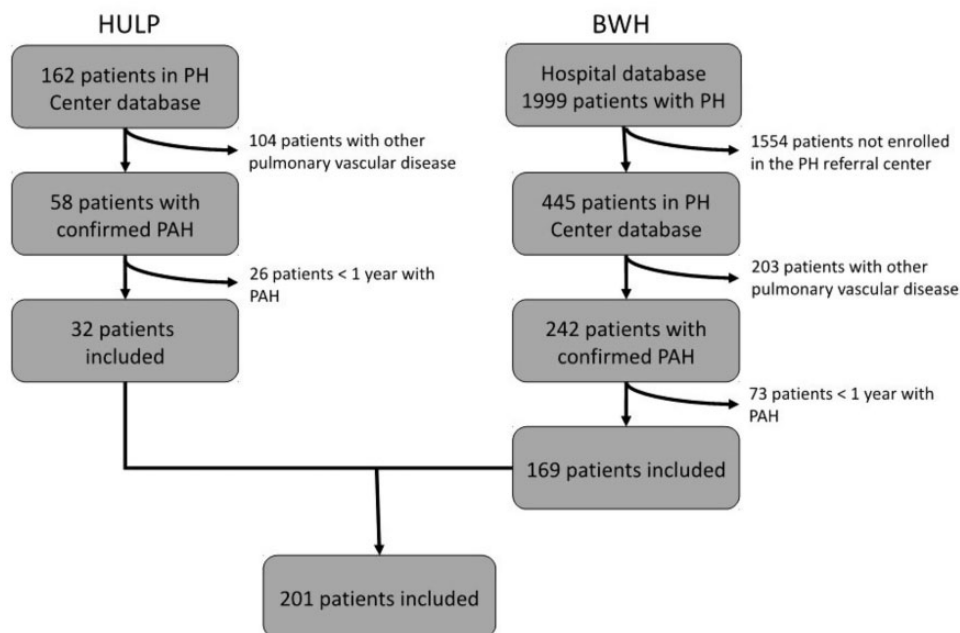 HULP
162 patients in PH
Center database
104 patients with other
pulmonary vascular disease
58 patients with
confirmed PAH
26 patients < 1 year with
PAH
32 patients
included
BWH
Hospital database
1999 patients with PH
1554 patients not enrolled
in the PH referral center
445 patients in PH
Center database
203 patients with other
pulmonary vascular disease
242 patients with
confirmed PAH
73 patients < 1 year with
PAH
169 patients included
201 patients included